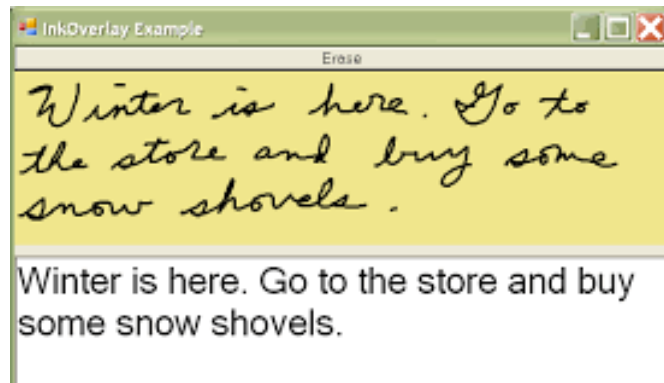 InkOverlay Example
Erase
Winter is here. Go to
the store and buy some
snow shovels.
Winter is here. Go to the store and buy
some snow shovels.